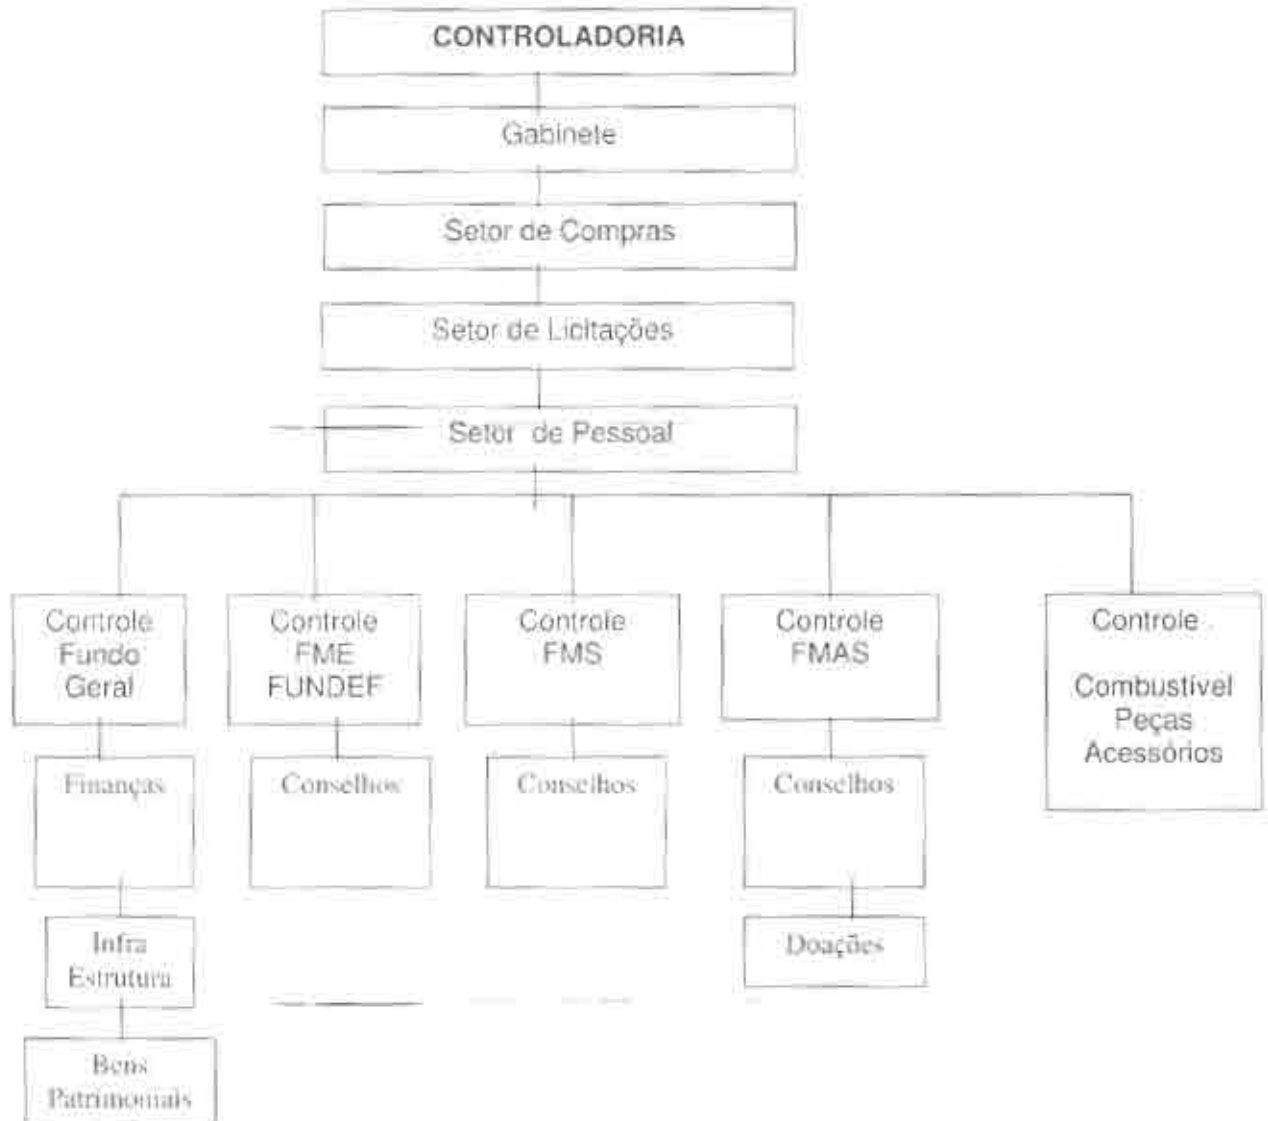 CONTROLADORIA
Gabinete
Setor de Compras
Setor de Licitações
Setor de Pessoal
Controle
Fundo
Geral
Controle
FME
FUNDEF
Controle
FMS
Controle
FMAS
Controle
Combustível
Peças
Acessórios
Finanças
Conselhos
Conselhos
Conselhos
Infra
Estrutura
Doações
Bens
Patrimoniais